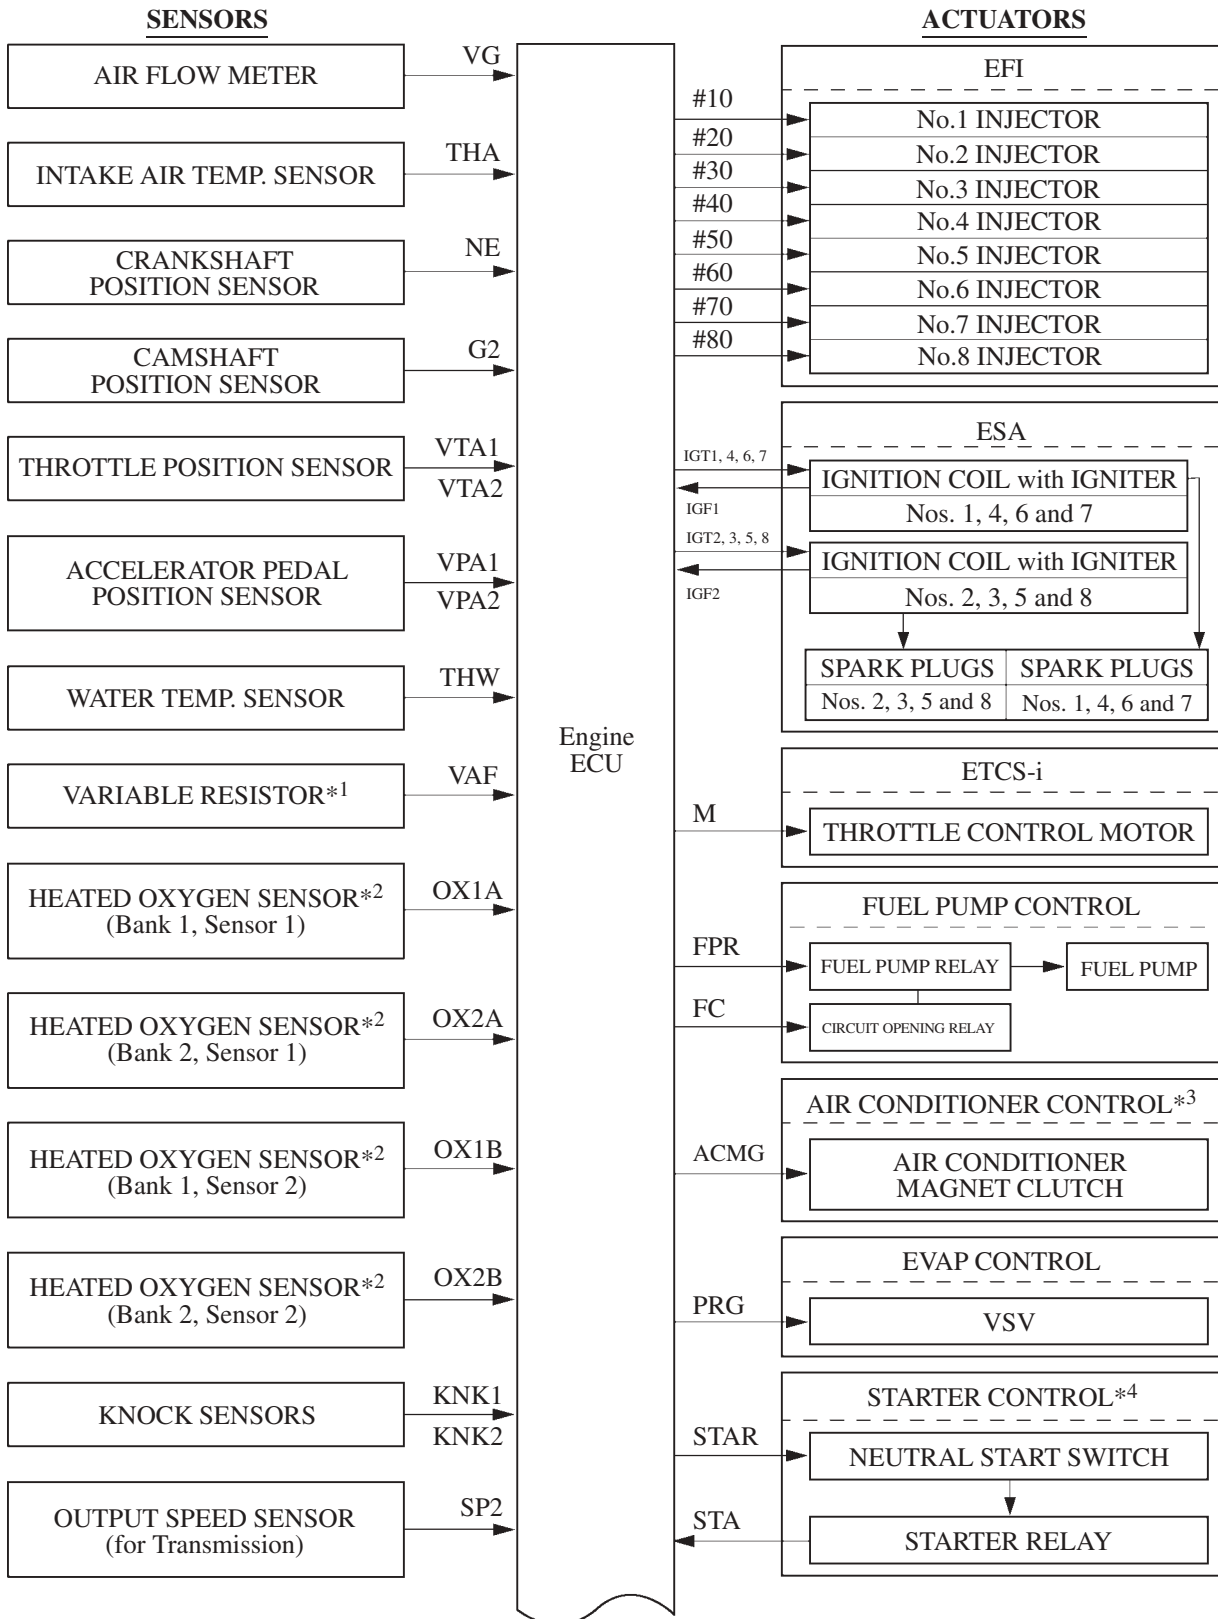 SENSORS
AIR FLOW METER
VG
INTAKE AIR TEMP. SENSOR
THA
CRANKSHAFT
POSITION SENSOR
NE
CAMSHAFT
POSITION SENSOR
G2
THROTTLE POSITION SENSOR
VTA1
VTA2
ACCELERATOR PEDAL
POSITION SENSOR
VPA1
VPA2
WATER TEMP. SENSOR
THW
VARIABLE RESISTOR*1
VAF
HEATED OXYGEN SENSOR*2
(Bank 1, Sensor 1)
OX1A
HEATED OXYGEN SENSOR*2
(Bank 2, Sensor 1)
OX2A
HEATED OXYGEN SENSOR*2
(Bank 1, Sensor 2)
OX1B
HEATED OXYGEN SENSOR*2
(Bank 2, Sensor 2)
OX2B
KNOCK SENSORS
KNK1
KNK2
OUTPUT SPEED SENSOR
(for Transmission)
SP2
Engine
ECU
ACTUATORS
EFI
#10
No.1 INJECTOR
#20
No.2 INJECTOR
#30
No.3 INJECTOR
#40
No.4 INJECTOR
#50
No.5 INJECTOR
#60
No.6 INJECTOR
#70
No.7 INJECTOR
#80
No.8 INJECTOR
ESA
IGT1, 4, 6, 7
IGNITION COIL with IGNITER
IGF1
Nos. 1, 4, 6 and 7
IGT2, 3, 5, 8
IGNITION COIL with IGNITER
IGF2
Nos. 2, 3, 5 and 8
SPARK PLUGS
Nos. 2, 3, 5 and 8
SPARK PLUGS
Nos. 1, 4, 6 and 7
ETCS-i
M
THROTTLE CONTROL MOTOR
FUEL PUMP CONTROL
FPR
FUEL PUMP RELAY
FUEL PUMP
FC
CIRCUIT OPENING RELAY
AIR CONDITIONER CONTROL*3
ACMG
AIR CONDITIONER
MAGNET CLUTCH
EVAP CONTROL
PRG
VSV
STARTER CONTROL*4
STAR
NEUTRAL START SWITCH
STA
STARTER RELAY